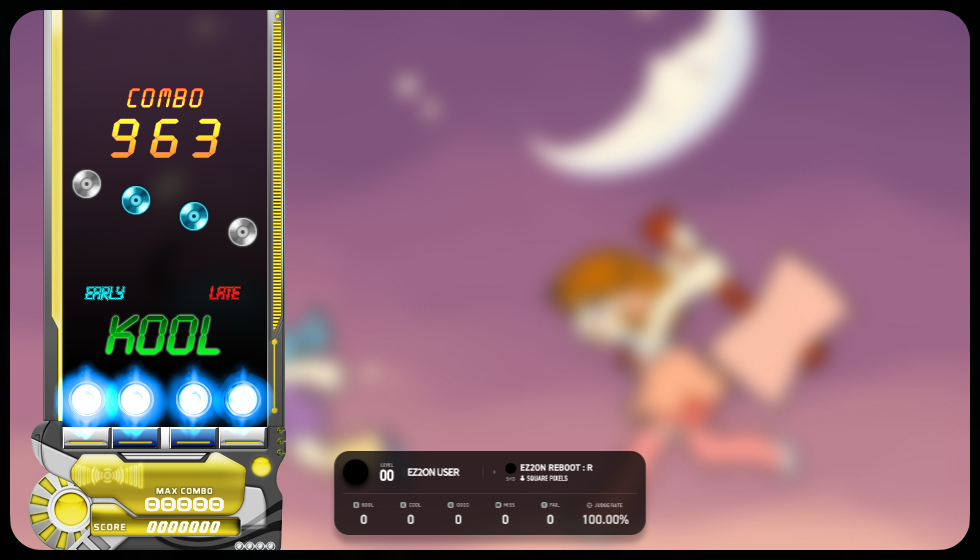 COMBO
963
EARLY LATE
KOOL
MAX COMBO
00000
SCORE 0000000
LEVEL
00 EZ2ON USER
EZ2ON REBOOT : R
SQUARE PIXELS
KOOL COOL GOOD MISS FAIL JUDGE RATE
0 0 0 0 0 100.00%